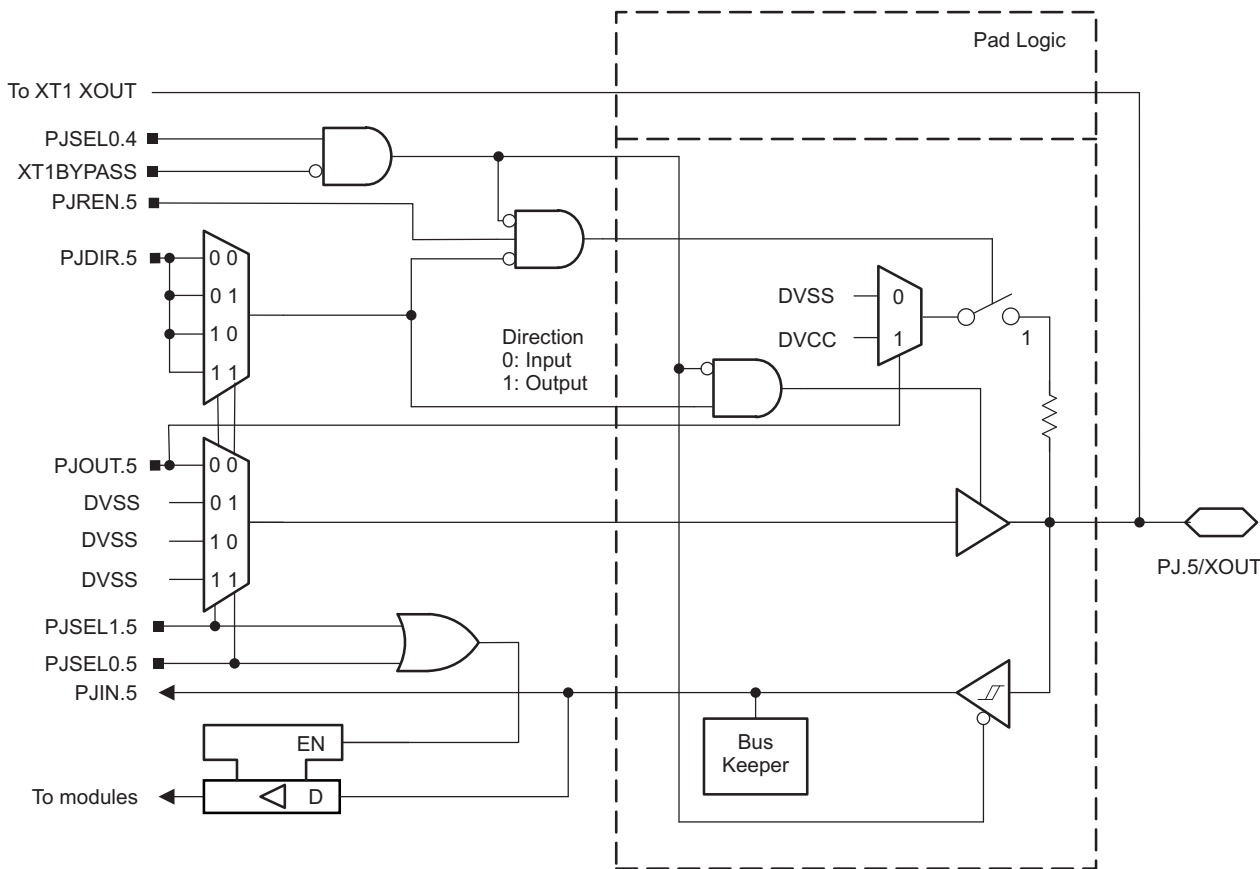 Pad Logic
To XT1 XOUT
PJSEL0.4
XT1BYPASS
PJREN.5
PJDIR.5
0 0
0 1
1 0
1 1
Direction
0: Input
1: Output
DVSS
0
DVCC
1
1
PJOUT.5
0 0
DVSS
0 1
DVSS
1 0
DVSS
1 1
PJ.5/XOUT
PJSEL1.5
PJSEL0.5
PJIN.5
EN
Bus
Keeper
To modules
D